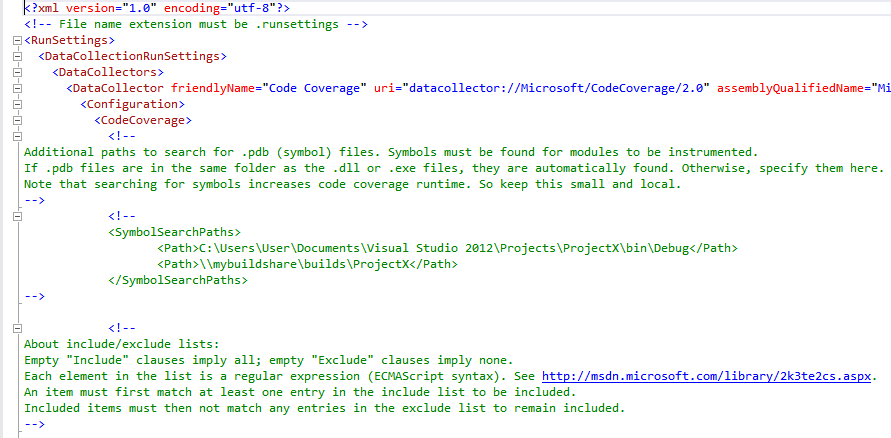 <?xml version="1.0" encoding="utf-8"?>
<!-- File name extension must be .runsettings -->
<RunSettings>
<DataCollectionRunSettings>
<DataCollectors>
<DataCollector friendlyName="Code Coverage" uri="datacollector://Microsoft/CodeCoverage/2.0" assemblyQualifiedName="Mi
<Configuration>
<CodeCoverage>
<!--
Additional paths to search for .pdb (symbol) files. Symbols must be found for modules to be instrumented.
If .pdb files are in the same folder as the .dll or .exe files, they are automatically found. Otherwise, specify them here.
Note that searching for symbols increases code coverage runtime. So keep this small and local.
-->
<!--
<SymbolSearchPaths>
<Path>C:\Users\User\Documents\Visual Studio 2012\Projects\ProjectX\bin\Debug</Path>
<Path>\\mybuildshare\builds\ProjectX</Path>
</SymbolSearchPaths>
-->
<!--
About include/exclude lists:
Empty "Include" clauses imply all; empty "Exclude" clauses imply none.
Each element in the list is a regular expression (ECMAScript syntax). See http://msdn.microsoft.com/library/2k3te2cs.aspx.
An item must first match at least one entry in the include list to be included.
Included items must then not match any entries in the exclude list to remain included.
-->